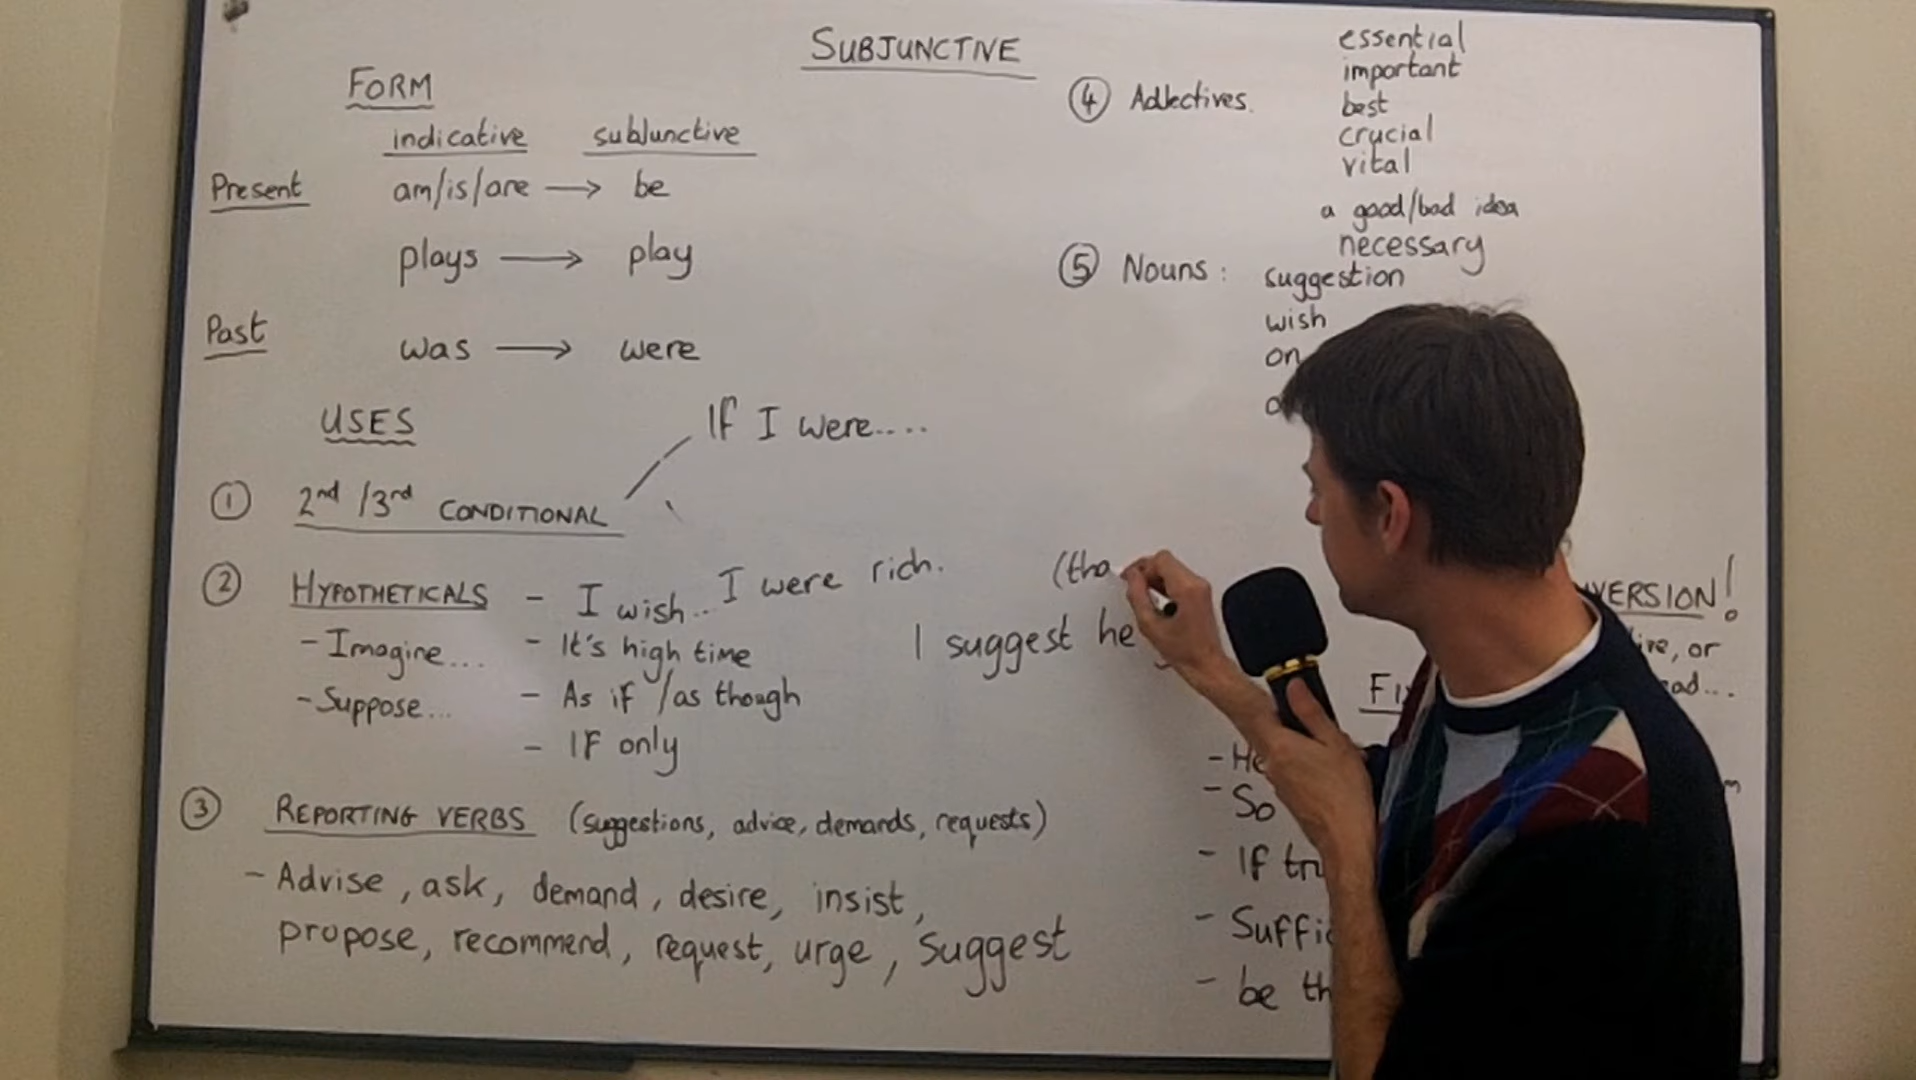 SUBJUNCTIVE
FORM
indicative subjunctive
Present am/is/are → be
plays → play
Past was → were
USES
If I were....
① 2nd /3rd CONDITIONAL
② HYPOTHETICALS - I wish... I were rich.
- Imagine... - It's high time
- Suppose... - As if /as though
- IF only
③ REPORTING VERBS (suggestions, advice, demands, requests)
- Advise, ask, demand, desire, insist,
propose, recommend, request, urge, suggest
④ Adjectives.
essential
important
best
crucial
vital
a good/bad idea
necessary
⑤ Nouns: suggestion
wish
on
(tha
I suggest he
VERSION!
or
- He
- So
- If tru
- Suffic
- be th